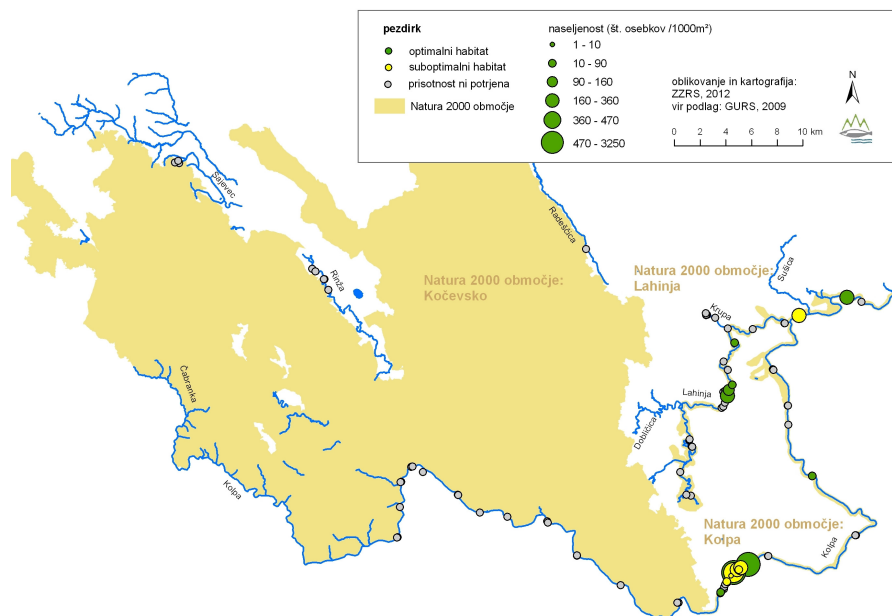 pezdirk
optimalni habitat
suboptimalni habitat
prisotnost ni potrjena
Natura 2000 območje
naseljenost (št. osebkov /1000m²)
1 - 10
10 - 90
90 - 160
160 - 360
360 - 470
470 - 3250
oblikovanje in kartografija:
ZZRS, 2012
vir podlag: GURS, 2009
N
0 2 4 6 8 10 km
Šajevec
Radeščica
Rinža
Natura 2000 območje:
Kočevsko
Natura 2000 območje:
Lahinja
Sušica
Krupa
Čabranka
Lahinja
Dobličica
Kolpa
Natura 2000 območje:
Kolpa
Kolpa